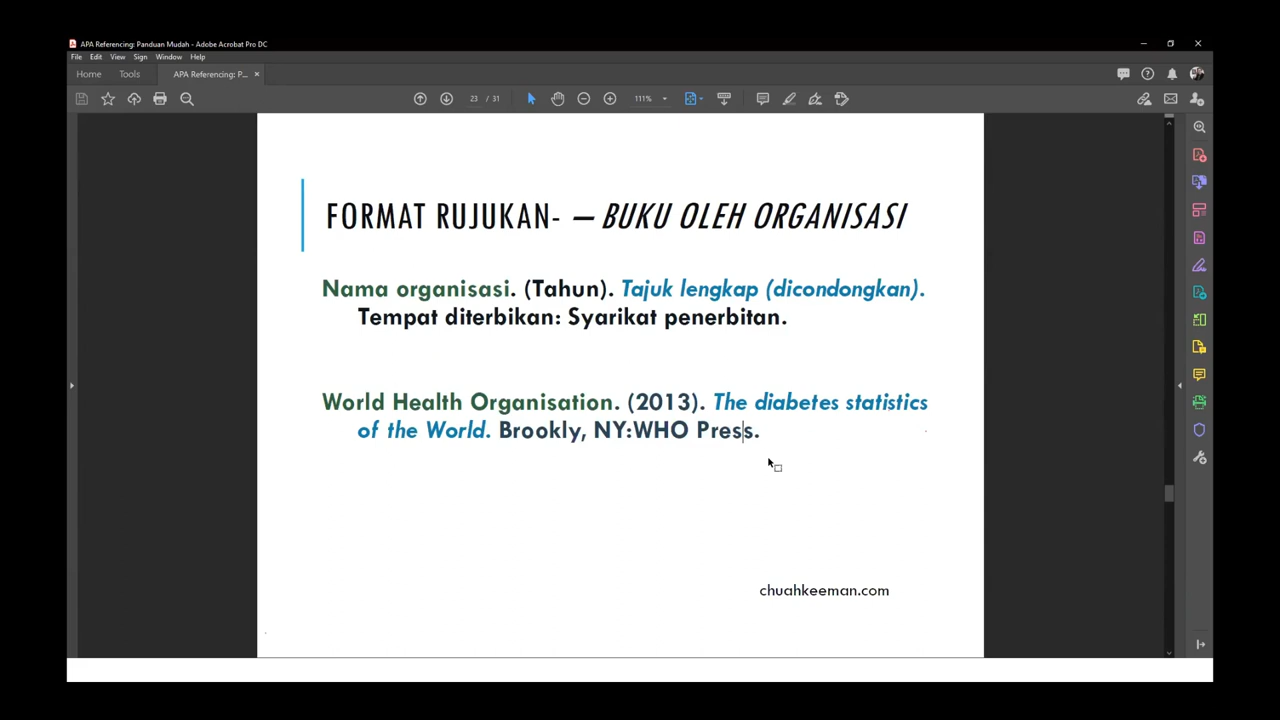 APA Referencing: Panduan Mudah - Adobe Acrobat Pro DC
File Edit View Sign Window Help
Home Tools APA Referencing: P... ×
23 / 31 111%
FORMAT RUJUKAN- – BUKU OLEH ORGANISASI
Nama organisasi. (Tahun). Tajuk lengkap (dicondongkan).
Tempat diterbikan: Syarikat penerbitan.
World Health Organisation. (2013). The diabetes statistics
of the World. Brookly, NY:WHO Press.
chuahkeeman.com